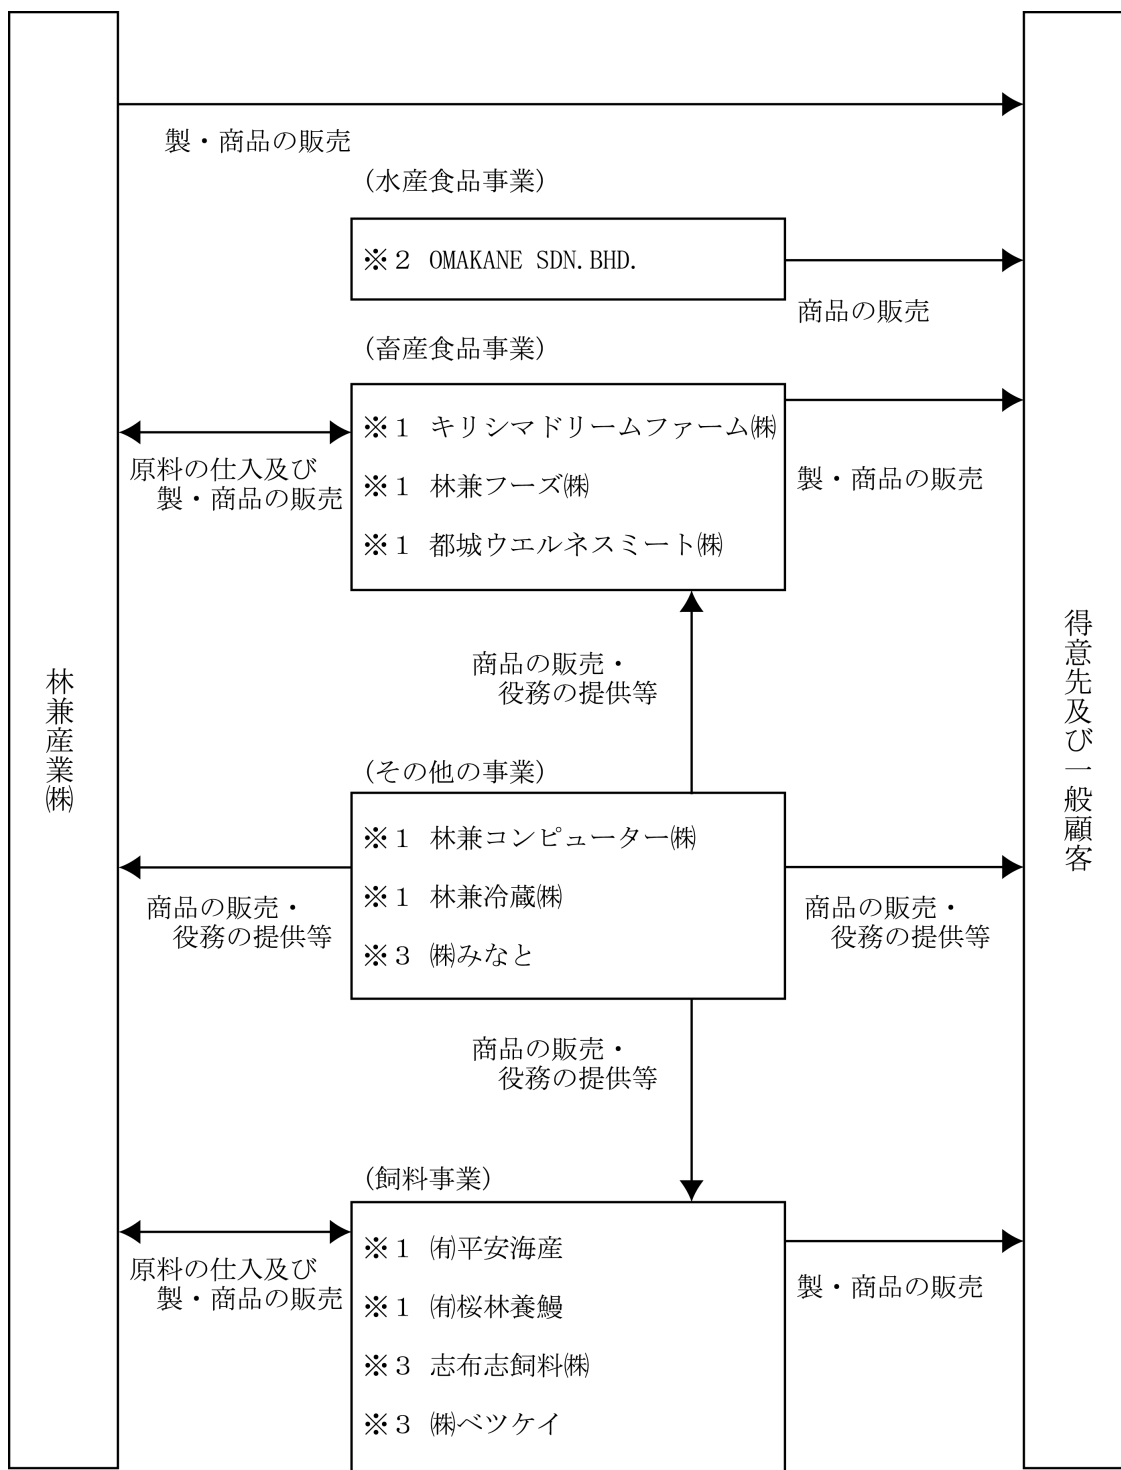 製・商品の販売
(水産食品事業)
※2 OMAKANE SDN.BHD.
商品の販売
(畜産食品事業)
※1 キリシマドリームファーム㈱
※1 林兼フーズ㈱
※1 都城ウエルネスミート㈱
原料の仕入及び
製・商品の販売
製・商品の販売
商品の販売・
役務の提供等
林兼産業㈱
得意先及び一般顧客
(その他の事業)
※1 林兼コンピューター㈱
※1 林兼冷蔵㈱
※3 ㈱みなと
商品の販売・
役務の提供等
商品の販売・
役務の提供等
商品の販売・
役務の提供等
(飼料事業)
※1 ㈲平安海産
※1 ㈲桜林養鰻
※3 志布志飼料㈱
※3 ㈱ベツケイ
原料の仕入及び
製・商品の販売
製・商品の販売